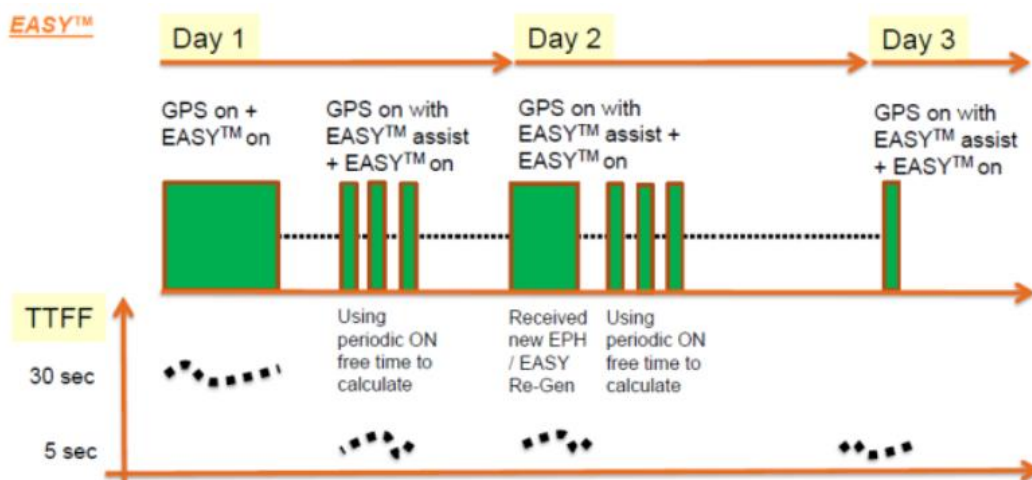 EASY™
Day 1
Day 2
Day 3
GPS on +
EASY™ on
GPS on with
EASY™ assist
+ EASY™ on
GPS on with
EASY™ assist +
EASY™ on
GPS on with
EASY™ assist
+ EASY™ on
TTFF
30 sec
5 sec
Using
periodic ON
free time to
calculate
Received
new EPH
/ EASY
Re-Gen
Using
periodic ON
free time to
calculate